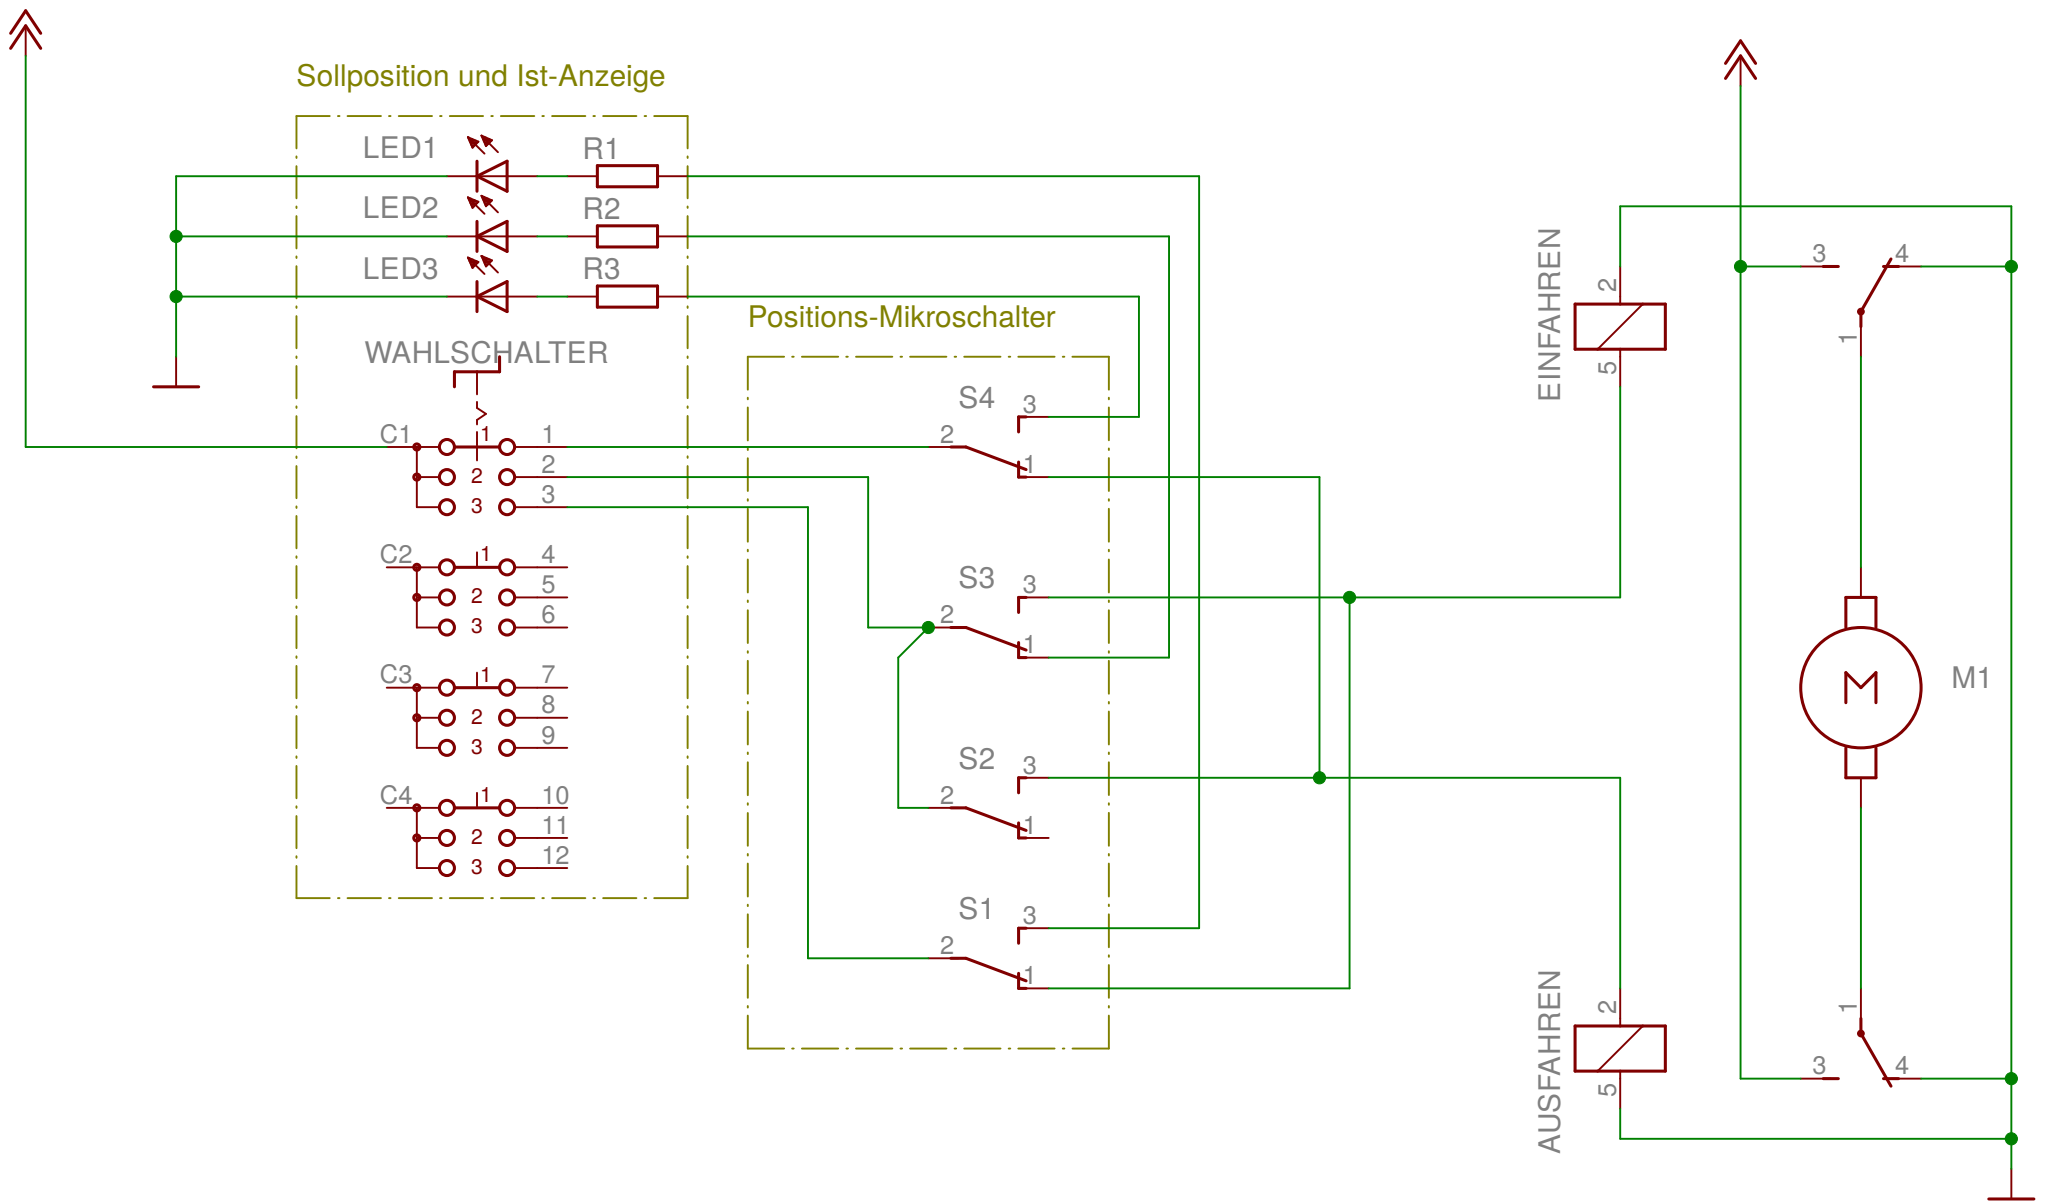 Sollposition und Ist-Anzeige
LED1
R1
LED2
R2
LED3
R3
WAHLSCHALTER
C1
1
1
2
2
3
3
C2
1
4
2
5
3
6
C3
1
7
2
8
3
9
C4
1
10
2
11
3
12
Positions-Mikroschalter
S4
3
2
1
S3
3
2
1
S2
3
2
1
S1
3
2
1
EINFAHREN
2
5
AUSFAHREN
2
5
3
4
1
M
M1
1
3
4